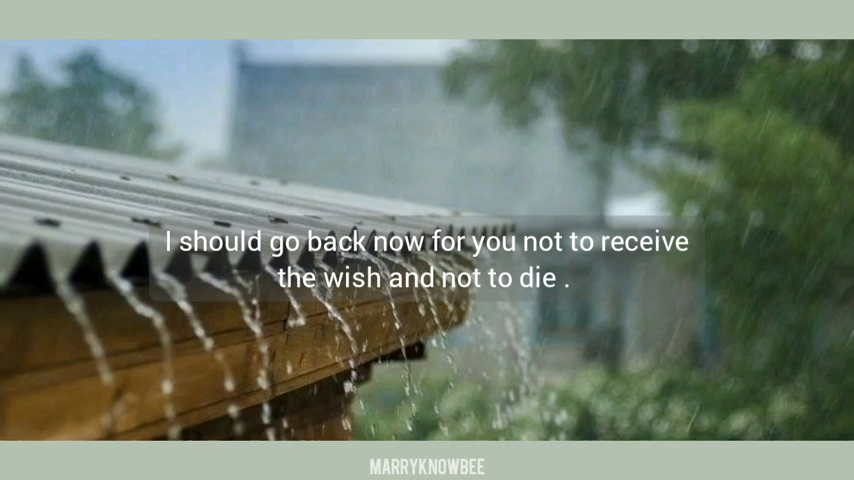 I should go back now for you not to receive
the wish and not to die .
MARRYKNOWBEE